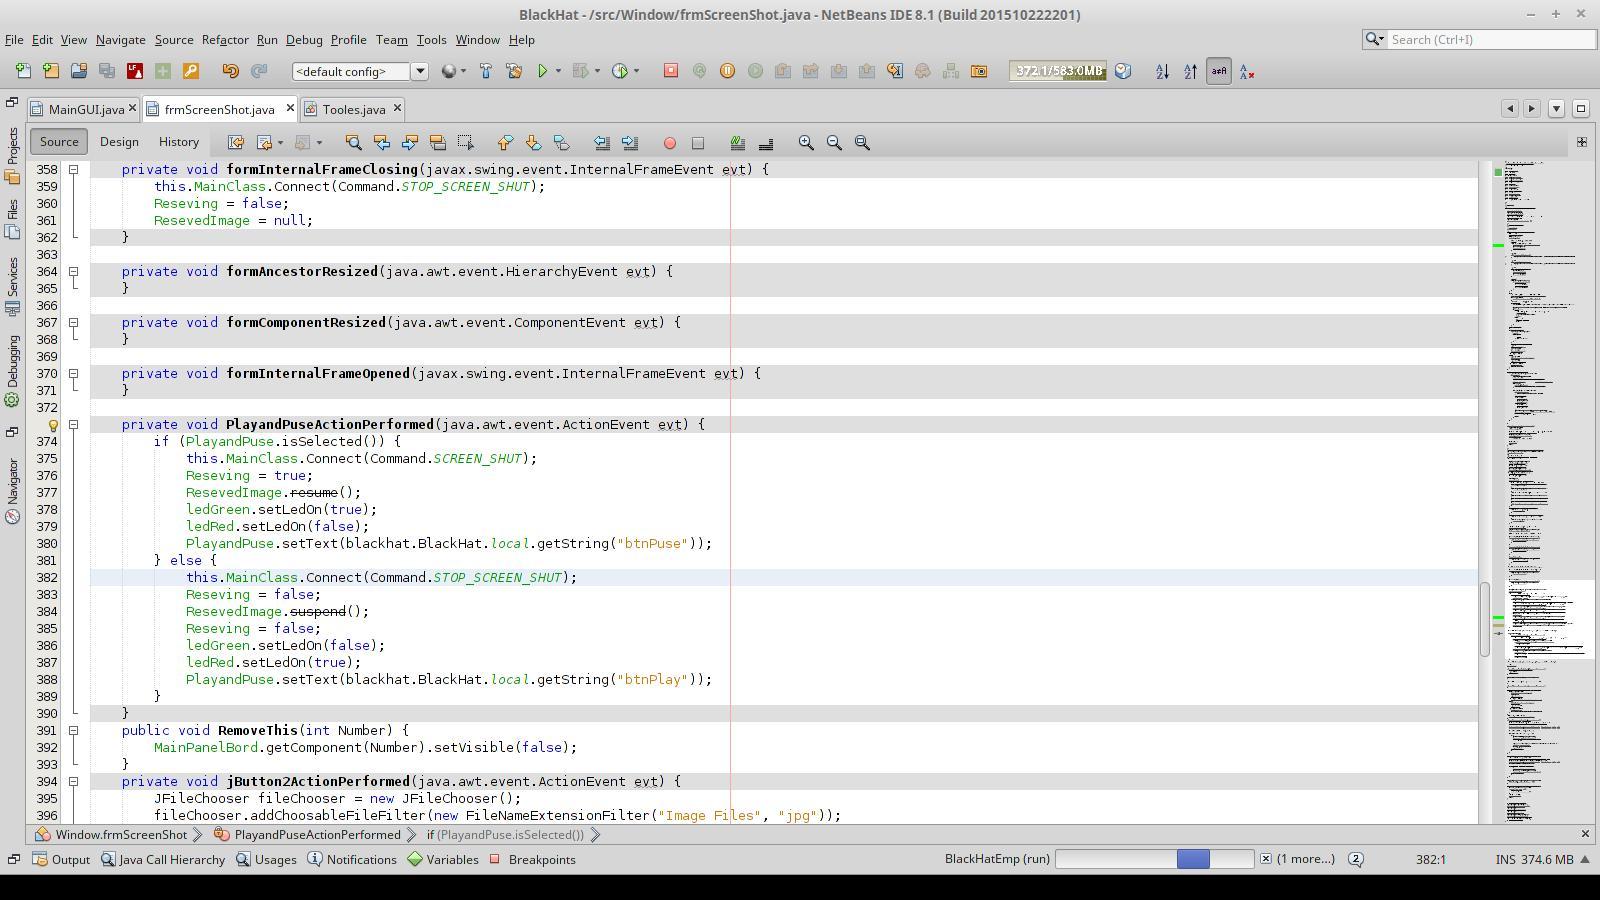 BlackHat - /src/Window/frmScreenShot.java - NetBeans IDE 8.1 (Build 201510222201)
File Edit View Navigate Source Refactor Run Debug Profile Team Tools Window Help
Search (Ctrl+I)
<default config>
372.1/583.0MB
MainGUI.java
frmScreenShot.java
Tooles.java
Source Design History
Projects
Files
Services
Debugging
Navigator
358 private void formInternalFrameClosing(javax.swing.event.InternalFrameEvent evt) {
359 this.MainClass.Connect(Command.STOP_SCREEN_SHUT);
360 Reseving = false;
361 ResevedImage = null;
362 }
363
364 private void formAncestorResized(java.awt.event.HierarchyEvent evt) {
365 }
366
367 private void formComponentResized(java.awt.event.ComponentEvent evt) {
368 }
369
370 private void formInternalFrameOpened(javax.swing.event.InternalFrameEvent evt) {
371 }
372
private void PlayandPuseActionPerformed(java.awt.event.ActionEvent evt) {
374 if (PlayandPuse.isSelected()) {
375 this.MainClass.Connect(Command.SCREEN_SHUT);
376 Reseving = true;
377 ResevedImage.resume();
378 ledGreen.setLedOn(true);
379 ledRed.setLedOn(false);
380 PlayandPuse.setText(blackhat.BlackHat.local.getString("btnPuse"));
381 } else {
382 this.MainClass.Connect(Command.STOP_SCREEN_SHUT);
383 Reseving = false;
384 ResevedImage.suspend();
385 Reseving = false;
386 ledGreen.setLedOn(false);
387 ledRed.setLedOn(true);
388 PlayandPuse.setText(blackhat.BlackHat.local.getString("btnPlay"));
389 }
390 }
391 public void RemoveThis(int Number) {
392 MainPanelBord.getComponent(Number).setVisible(false);
393 }
394 private void jButton2ActionPerformed(java.awt.event.ActionEvent evt) {
395 JFileChooser fileChooser = new JFileChooser();
396 fileChooser.addChoosableFileFilter(new FileNameExtensionFilter("Image Files", "jpg"));
Window.frmScreenShot PlayandPuseActionPerformed if (PlayandPuse.isSelected())
Output Java Call Hierarchy Usages Notifications Variables Breakpoints BlackHatEmp (run) (1 more...) 2 382:1 INS 374.6 MB